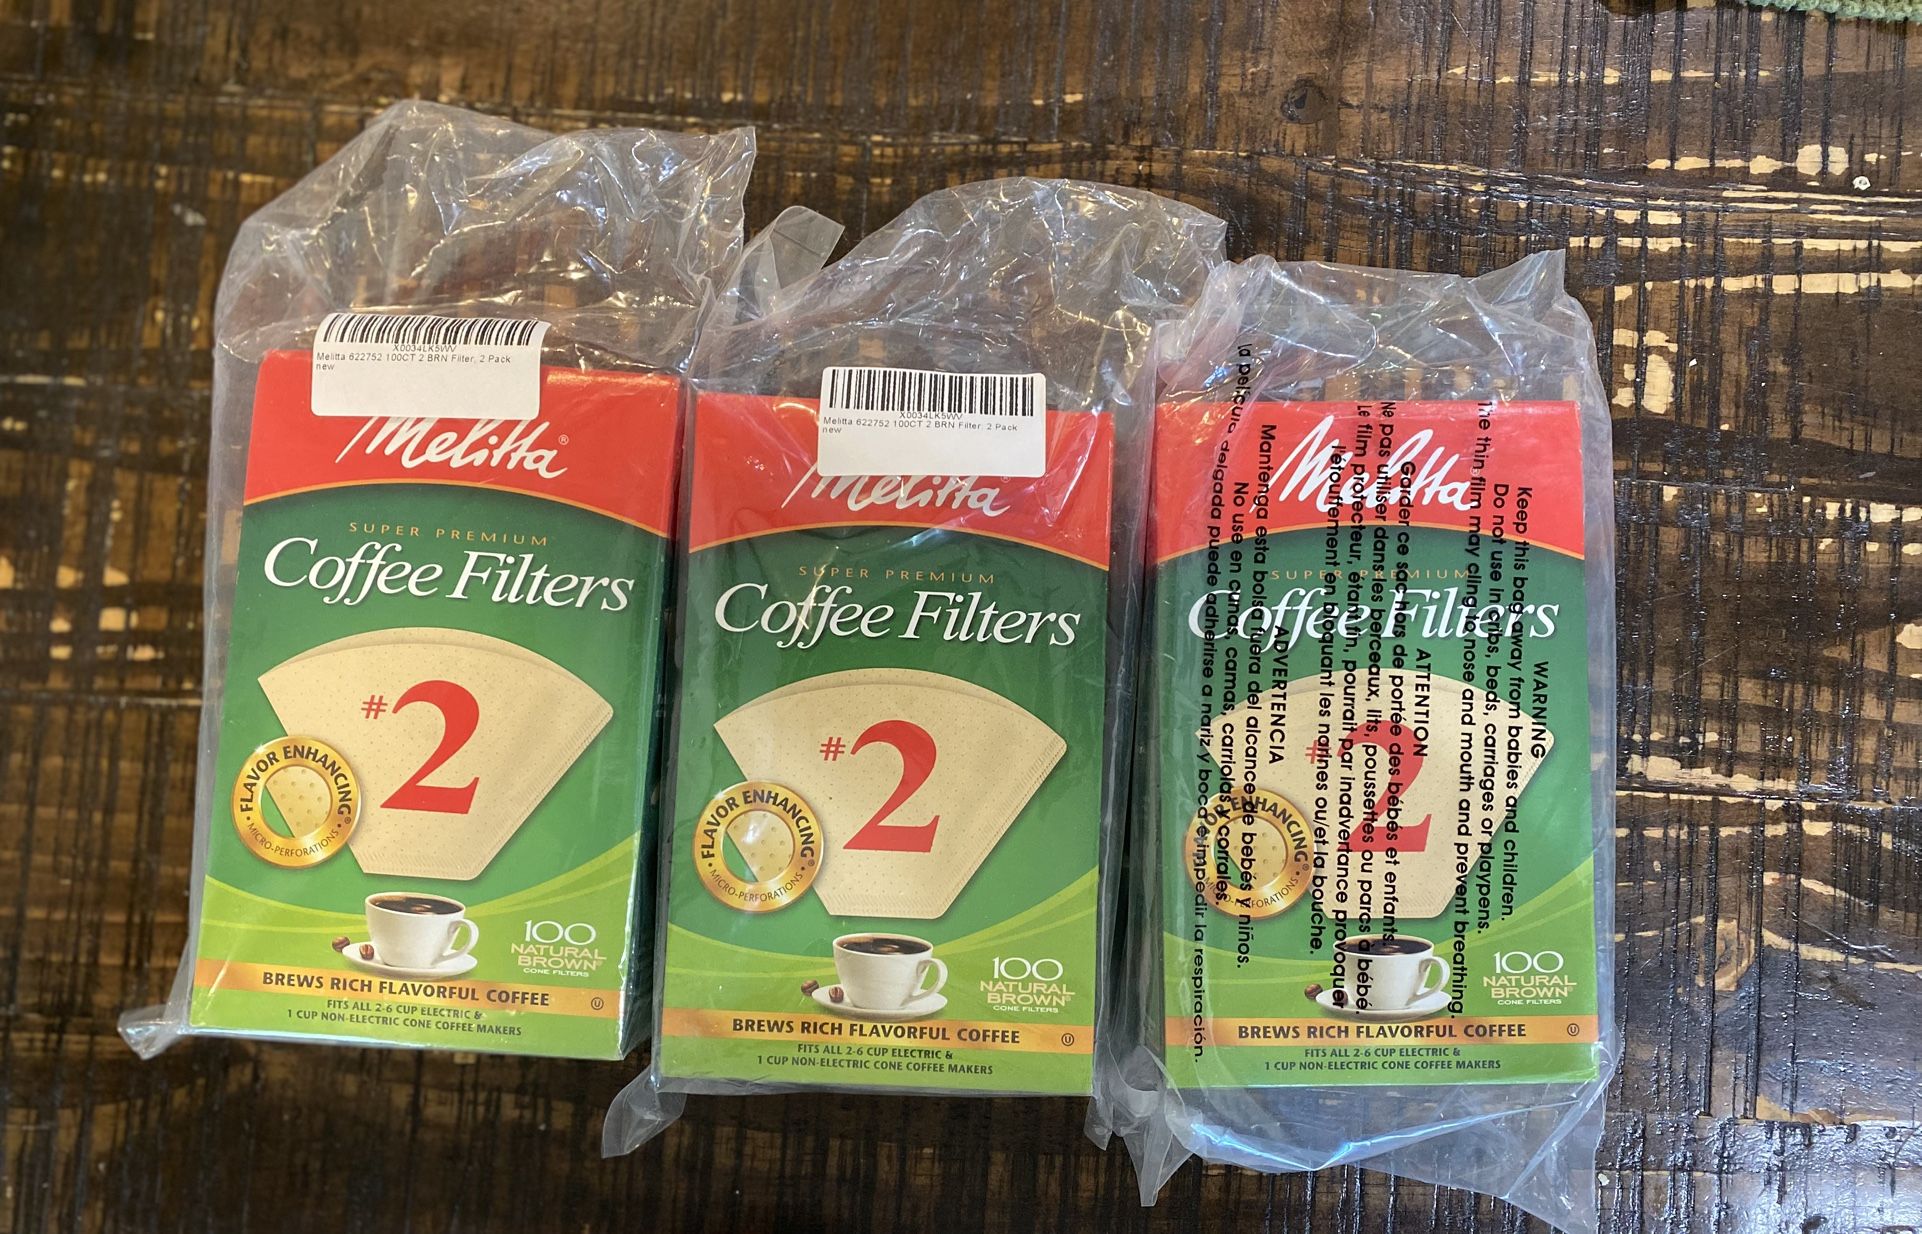 X0034LK5WV
Melitta 622752 100CT 2 BRN Filter, 2 Pack
new
Melitta®
SUPER PREMIUM
Coffee Filters
#2
FLAVOR ENHANCING®
• MICRO-PERFORATIONS •
100
NATURAL
BROWN®
CONE FILTERS
BREWS RICH FLAVORFUL COFFEE
U
FITS ALL 2-6 CUP ELECTRIC &
1 CUP NON-ELECTRIC CONE COFFEE MAKERS
X0034LK5WV
Melitta 622752 100CT 2 BRN Filter, 2 Pack
new
Melitta®
SUPER PREMIUM
Coffee Filters
#2
FLAVOR ENHANCING®
• MICRO-PERFORATIONS •
100
NATURAL
BROWN®
CONE FILTERS
BREWS RICH FLAVORFUL COFFEE
U
FITS ALL 2-6 CUP ELECTRIC &
1 CUP NON-ELECTRIC CONE COFFEE MAKERS
Melitta
SUPER PREMIUM
Coffee Filters
#2
ENHANCING®
100
NATURAL
BROWN®
CONE FILTERS
BREWS RICH FLAVORFUL COFFEE
U
FITS ALL 2-6 CUP ELECTRIC &
1 CUP NON-ELECTRIC CONE COFFEE MAKERS
WARNING
Keep this bag away from babies and children.
Do not use in cribs, beds, carriages or playpens.
The thin film may cling to nose and mouth and prevent breathing.
ATTENTION
Garder ce sac hors de portée des bébés et enfants.
Ne pas utiliser dans les berceaux, lits, poussettes ou parcs à bébé.
Le film protecteur, étant fin, pourrait par inadvertance provoquer
l'étouffement en bloquant les narines ou/et la bouche.
ADVERTENCIA
Mantenga esta bolsa fuera del alcance de bebés y niños.
No use en cunas, camas, carriolas y corrales.
la película delgada puede adherirse a nariz y boca e impedir la respiración.